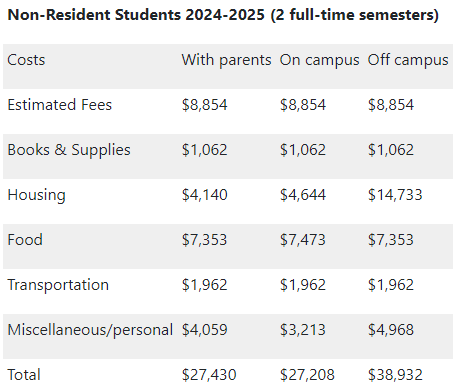 Non-Resident Students 2024-2025 (2 full-time semesters)
Costs With parents On campus Off campus
Estimated Fees $8,854 $8,854 $8,854
Books & Supplies $1,062 $1,062 $1,062
Housing $4,140 $4,644 $14,733
Food $7,353 $7,473 $7,353
Transportation $1,962 $1,962 $1,962
Miscellaneous/personal $4,059 $3,213 $4,968
Total $27,430 $27,208 $38,932